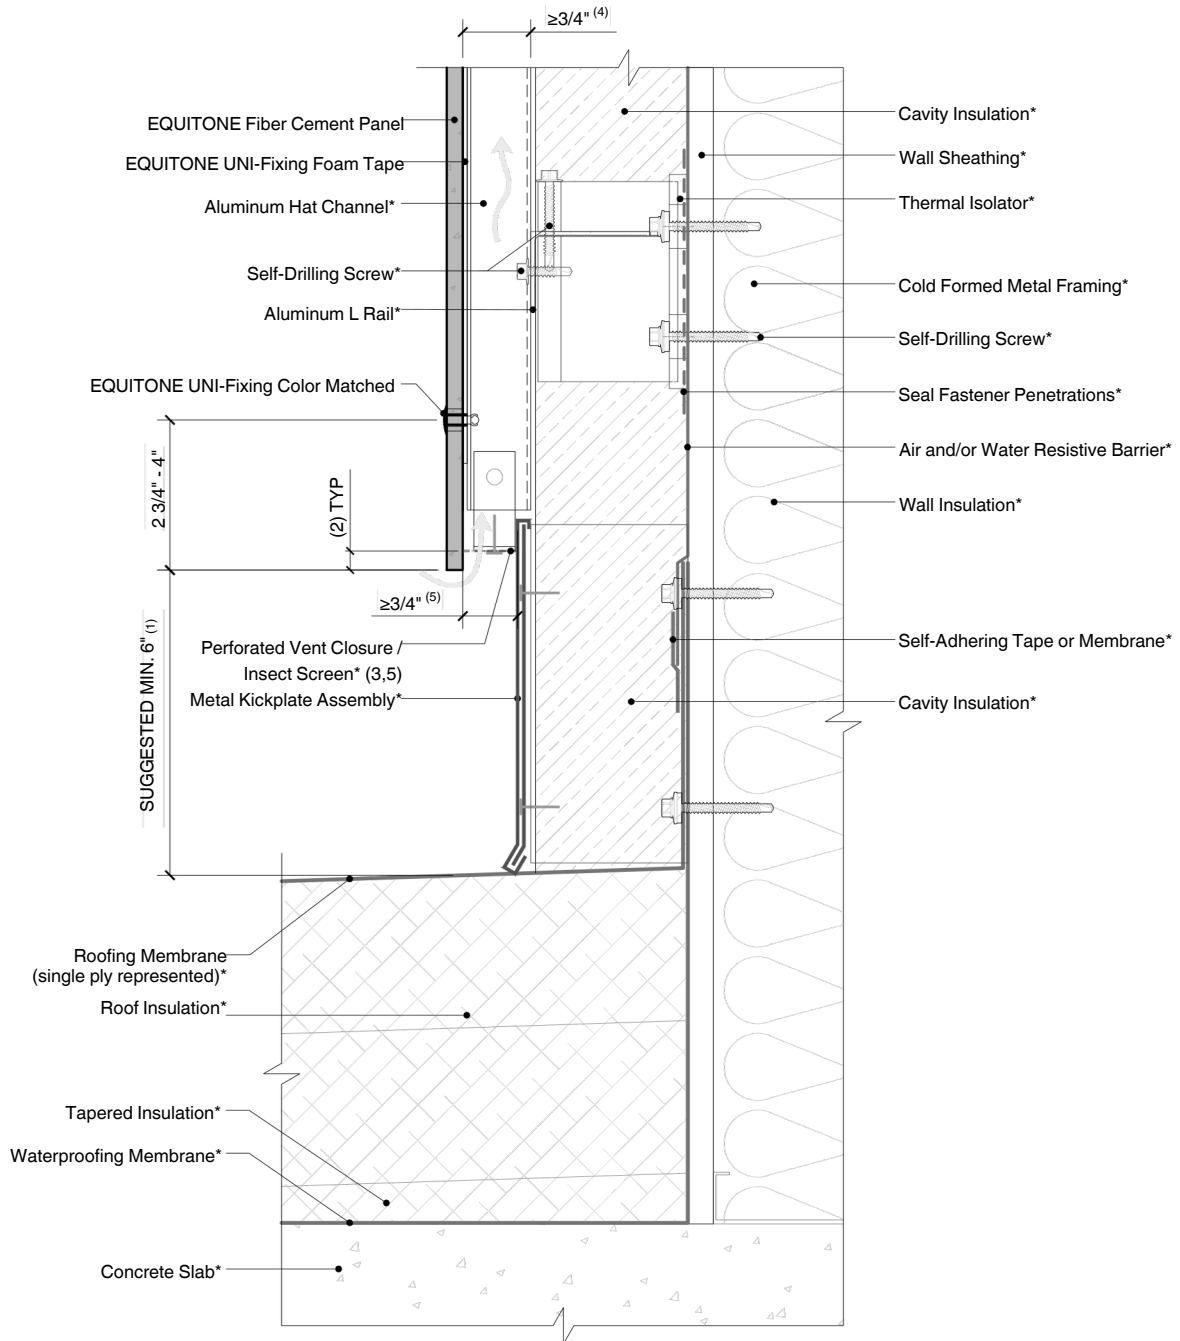 ≥3/4" (4)
EQUITONE Fiber Cement Panel
EQUITONE UNI-Fixing Foam Tape
Aluminum Hat Channel*
Self-Drilling Screw*
Aluminum L Rail*
EQUITONE UNI-Fixing Color Matched
2 3/4" - 4"
(2) TYP
≥3/4" (5)
SUGGESTED MIN. 6" (1)
Perforated Vent Closure /
Insect Screen* (3,5)
Metal Kickplate Assembly*
Roofing Membrane
(single ply represented)*
Roof Insulation*
Tapered Insulation*
Waterproofing Membrane*
Concrete Slab*
Cavity Insulation*
Wall Sheathing*
Thermal Isolator*
Cold Formed Metal Framing*
Self-Drilling Screw*
Seal Fastener Penetrations*
Air and/or Water Resistive Barrier*
Wall Insulation*
Self-Adhering Tape or Membrane*
Cavity Insulation*